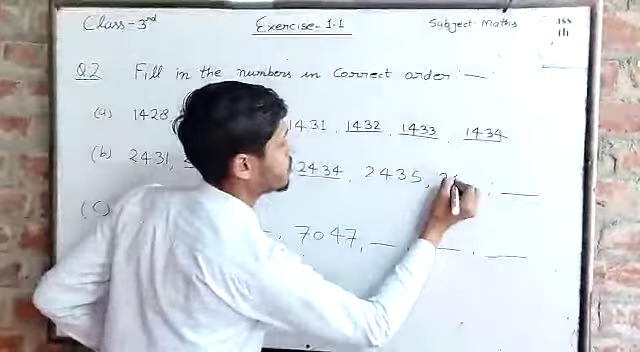 Class-3rd Exercise-1.1 Subject-Maths
Q.2 Fill in the numbers in Correct order :—
(a) 1428, 1431, 1432, 1433, 1434
(b) 2431, 2434, 2435,
(C) 7047,